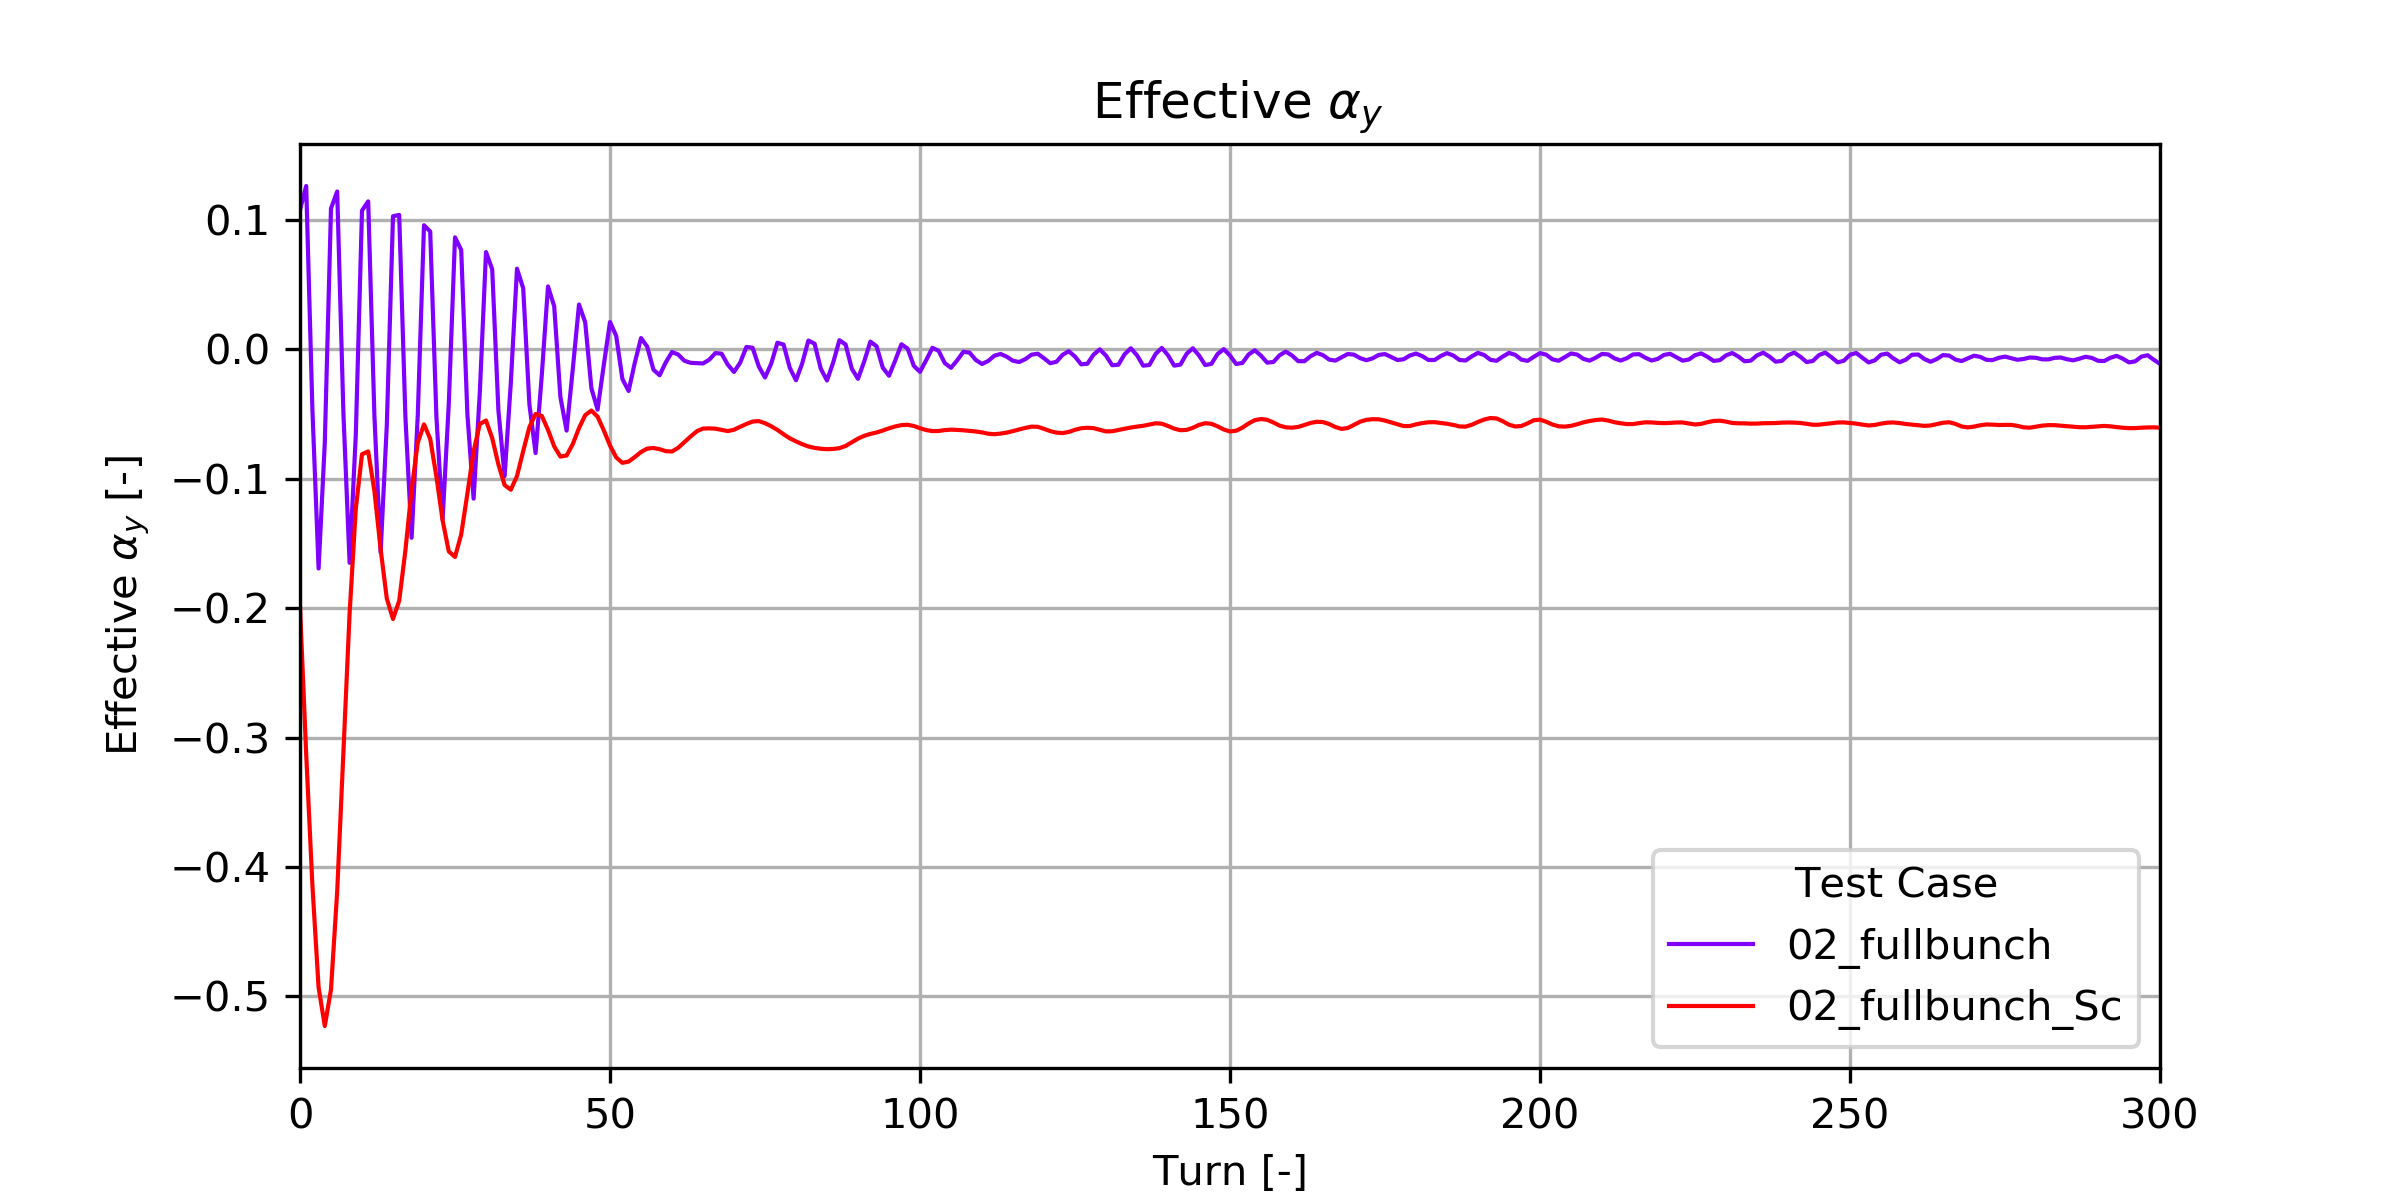 Effective αy
Effective αy [-]
0.1
0.0
−0.1
−0.2
−0.3
−0.4
−0.5
Test Case
02_fullbunch
02_fullbunch_Sc
0 50 100 150 200 250 300
Turn [-]